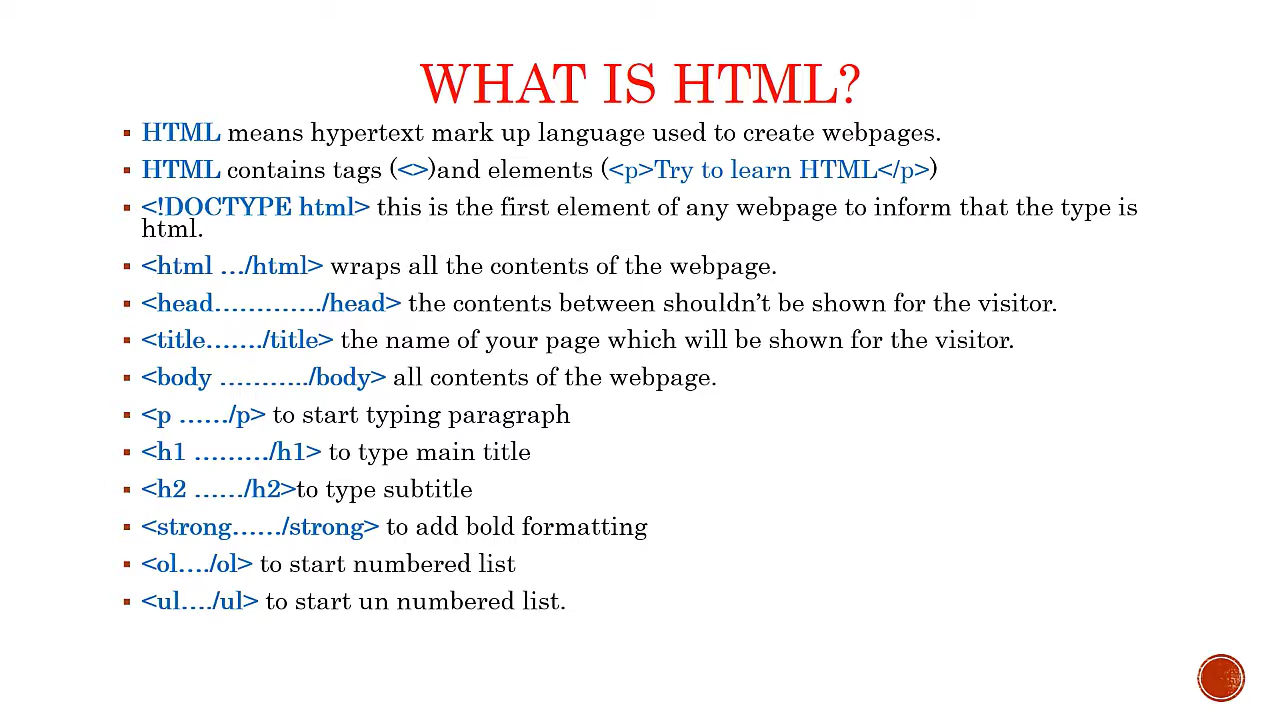 WHAT IS HTML?
▪ HTML means hypertext mark up language used to create webpages.
▪ HTML contains tags (<>)and elements (<p>Try to learn HTML</p>)
▪ <!DOCTYPE html> this is the first element of any webpage to inform that the type is
html.
▪ <html …/html> wraps all the contents of the webpage.
▪ <head…………./head> the contents between shouldn’t be shown for the visitor.
▪ <title……./title> the name of your page which will be shown for the visitor.
▪ <body ………../body> all contents of the webpage.
▪ <p ……/p> to start typing paragraph
▪ <h1 ………/h1> to type main title
▪ <h2 ……/h2>to type subtitle
▪ <strong……/strong> to add bold formatting
▪ <ol…./ol> to start numbered list
▪ <ul…./ul> to start un numbered list.